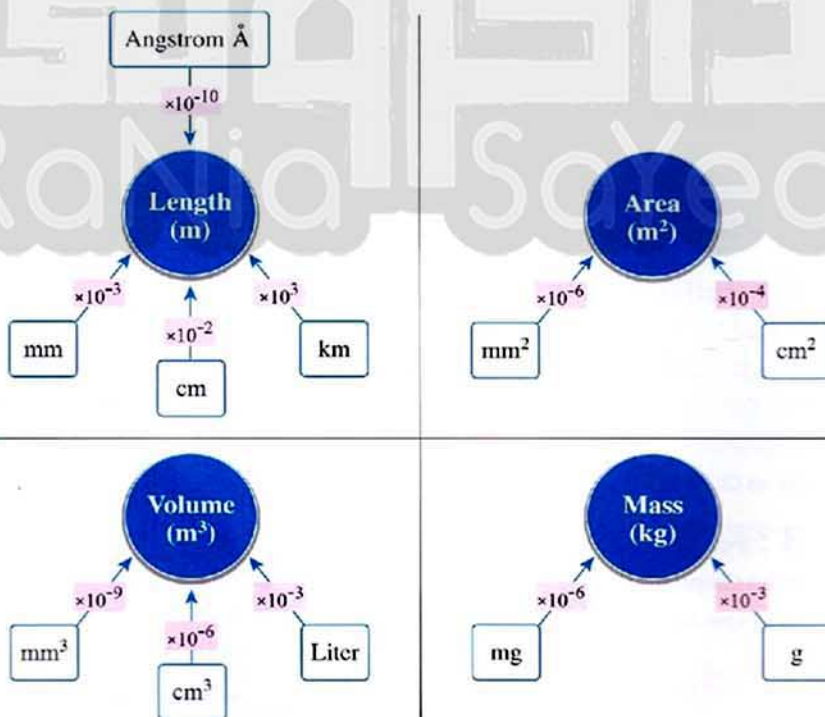 Angstrom Å
×10⁻¹⁰
RaNia SaYed
Length
(m)
×10⁻³
×10⁻²
×10³
mm
cm
km
Area
(m²)
×10⁻⁶
×10⁻⁴
mm²
cm²
Volume
(m³)
×10⁻⁹
×10⁻⁶
×10⁻³
mm³
cm³
Liter
Mass
(kg)
×10⁻⁶
×10⁻³
mg
g